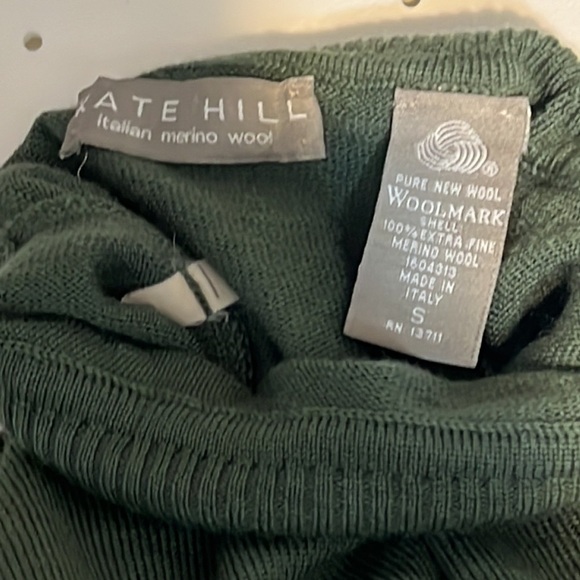 KATE HILL
italian merino wool
PURE NEW WOOL
WOOLMARK
SHELL
100% EXTRA FINE
MERINO WOOL
1604313
MADE IN
ITALY
S
RN 13711